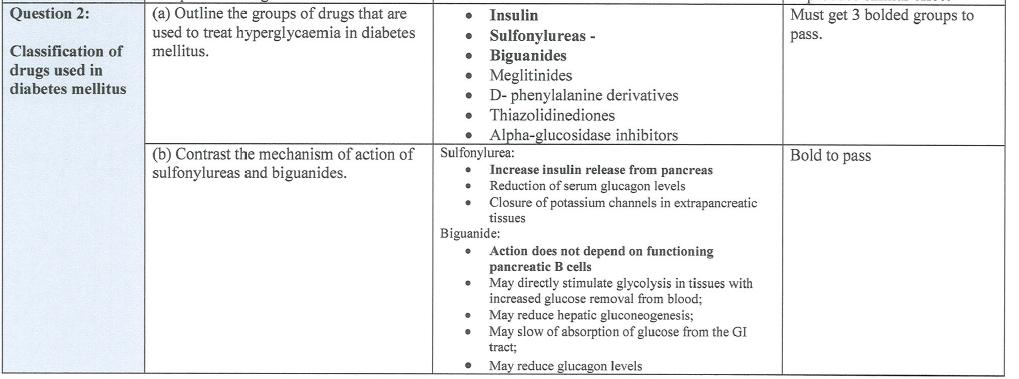 Question 2:
Classification of
drugs used in
diabetes mellitus
(a) Outline the groups of drugs that are
used to treat hyperglycaemia in diabetes
mellitus.
• Insulin
• Sulfonylureas -
• Biguanides
• Meglitinides
• D- phenylalanine derivatives
• Thiazolidinediones
• Alpha-glucosidase inhibitors
Must get 3 bolded groups to
pass.
(b) Contrast the mechanism of action of
sulfonylureas and biguanides.
Sulfonylurea:
• Increase insulin release from pancreas
• Reduction of serum glucagon levels
• Closure of potassium channels in extrapancreatic
tissues
Biguanide:
• Action does not depend on functioning
pancreatic B cells
• May directly stimulate glycolysis in tissues with
increased glucose removal from blood;
• May reduce hepatic gluconeogenesis;
• May slow of absorption of glucose from the GI
tract;
• May reduce glucagon levels
Bold to pass